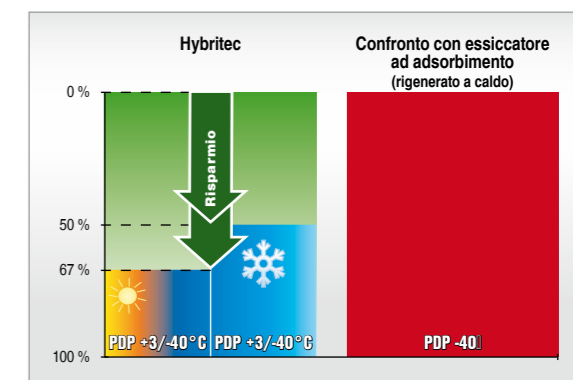 Hybritec
Confronto con essiccatore
ad adsorbimento
(rigenerato a caldo)
0 %
Risparmio
50 %
67 %
PDP +3/-40°C
PDP +3/-40°C
PDP -40
100 %